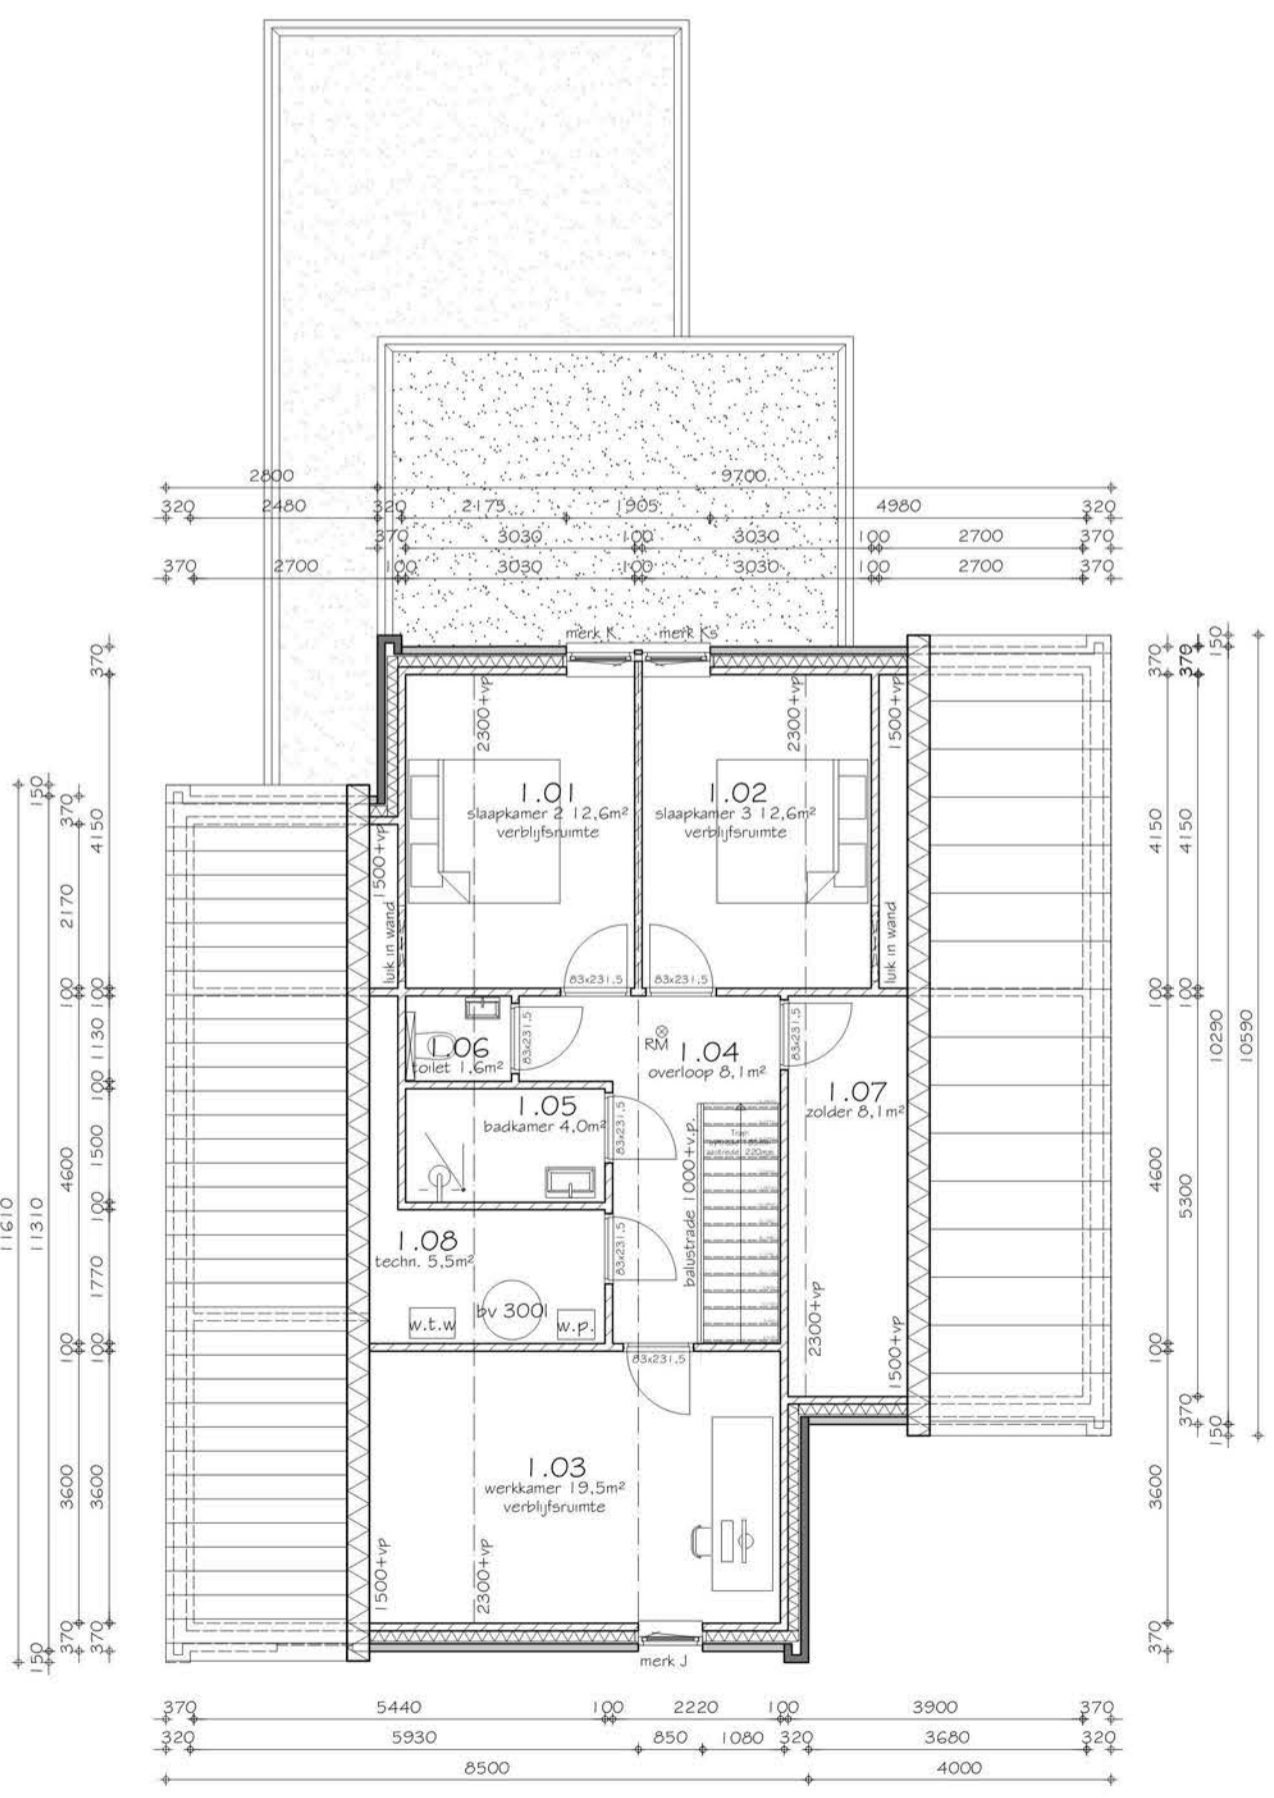 2800 9700
320 2480 320 2175 1905 4980 320
370 3030 100 3030 100 2700 370
370 2700 100 3030 100 3030 100 2700 370
merk K merk Ks
370
2300+vp
2300+vp
1500+vp
370
370
150
1.01
slaapkamer 2 12,6m²
verblijfsruimte
1.02
slaapkamer 3 12,6m²
verblijfsruimte
150
370
4150
4150
4150
1500+vp
luik in wand
luik in wand
2170
83x231,5
83x231,5
100
100
100
100
1.06
toilet 1,6m²
83x231,5
RM
1.04
overloop 8,1m²
83x231,5
1130
100
10290
10590
1.07
zolder 8,1m²
1.05
badkamer 4,0m²
83x231,5
1500
4600
balustrade 1000+v.p.
Trap:
aantrede 220mm
4600
5300
100
11610
11310
1.08
techn. 5,5m²
83x231,5
1770
w.t.w
bv 300l
w.p.
2300+vp
1500+vp
100
100
100
83x231,5
370
150
1.03
werkkamer 19,5m²
verblijfsruimte
3600
3600
3600
1500+vp
2300+vp
370
370
150
370
merk J
370 5440 100 2220 100 3900 370
320 5930 850 1080 320 3680 320
8500 4000